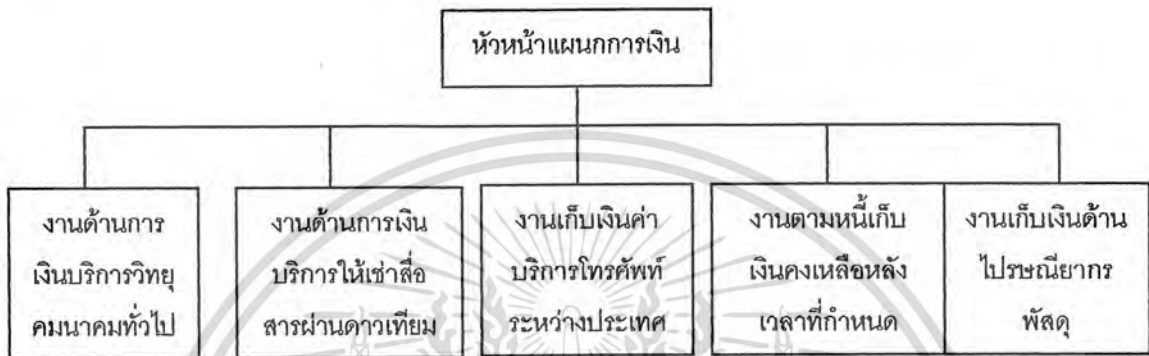 หัวหน้าแผนกการเงิน
งานด้านการ
เงินบริการวิทยุ
คมนาคมทั่วไป
งานด้านการเงิน
บริการให้เช่าสื่อ
สารผ่านดาวเทียม
งานเก็บเงินค่า
บริการโทรศัพท์
ระหว่างประเทศ
งานตามหนี้เก็บ
เงินคงเหลือหลัง
เวลาที่กำหนด
งานเก็บเงินด้าน
ไปรษณียากร
พัสดุ